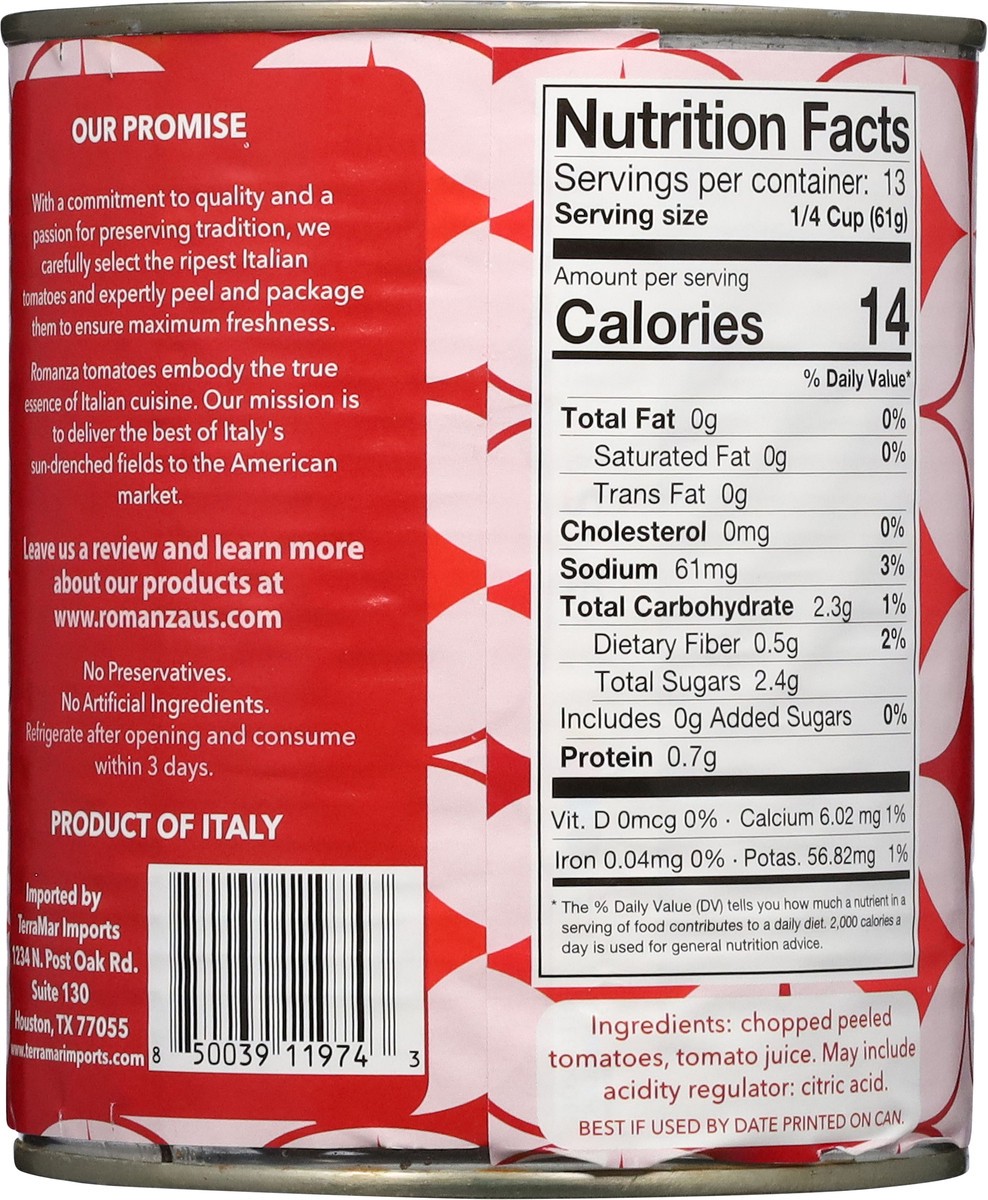 OUR PROMISE
With a commitment to quality and a
passion for preserving tradition, we
carefully select the ripest Italian
tomatoes and expertly peel and package
them to ensure maximum freshness.
Romanza tomatoes embody the true
essence of Italian cuisine. Our mission is
to deliver the best of Italy's
sun-drenched fields to the American
market.
Leave us a review and learn more
about our products at
www.romanzaus.com
No Preservatives.
No Artificial Ingredients.
Refrigerate after opening and consume
within 3 days.
PRODUCT OF ITALY
Imported by
TerraMar Imports
1234 N. Post Oak Rd.
Suite 130
Houston, TX 77055
www.terramarimports.com
8 50039 11974 3
Nutrition Facts
Servings per container: 13
Serving size 1/4 Cup (61g)
Amount per serving
Calories 14
% Daily Value*
Total Fat 0g 0%
Saturated Fat 0g 0%
Trans Fat 0g
Cholesterol 0mg 0%
Sodium 61mg 3%
Total Carbohydrate 2.3g 1%
Dietary Fiber 0.5g 2%
Total Sugars 2.4g
Includes 0g Added Sugars 0%
Protein 0.7g
Vit. D 0mcg 0% · Calcium 6.02 mg 1%
Iron 0.04mg 0% · Potas. 56.82mg 1%
* The % Daily Value (DV) tells you how much a nutrient in a
serving of food contributes to a daily diet. 2,000 calories a
day is used for general nutrition advice.
Ingredients: chopped peeled
tomatoes, tomato juice. May include
acidity regulator: citric acid.
BEST IF USED BY DATE PRINTED ON CAN.